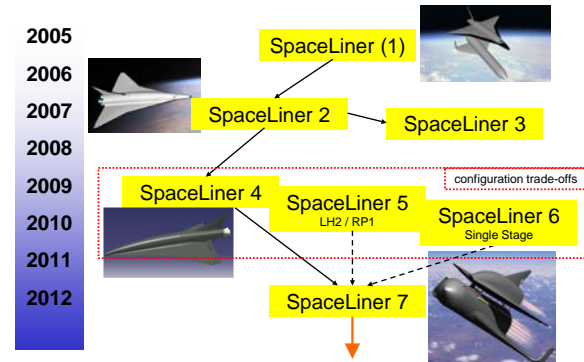 2005
SpaceLiner (1)
2006
2007
SpaceLiner 2
SpaceLiner 3
2008
configuration trade-offs
2009
SpaceLiner 4
SpaceLiner 5
LH2 / RP1
2010
SpaceLiner 6
Single Stage
2011
2012
SpaceLiner 7